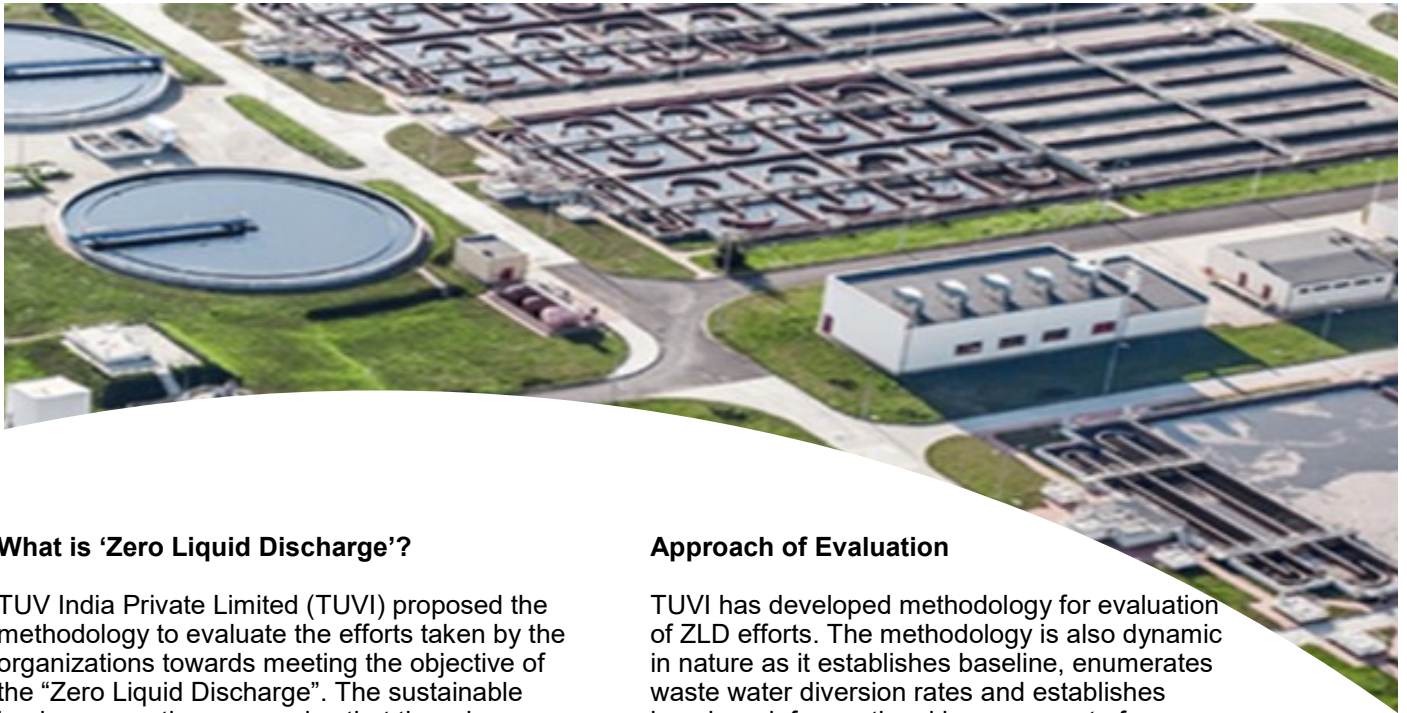 What is ‘Zero Liquid Discharge’?
TUV India Private Limited (TUVI) proposed the
methodology to evaluate the efforts taken by the
organizations towards meeting the objective of
the “Zero Liquid Discharge”. The sustainable
Approach of Evaluation
TUVI has developed methodology for evaluation
of ZLD efforts. The methodology is also dynamic
in nature as it establishes baseline, enumerates
waste water diversion rates and establishes